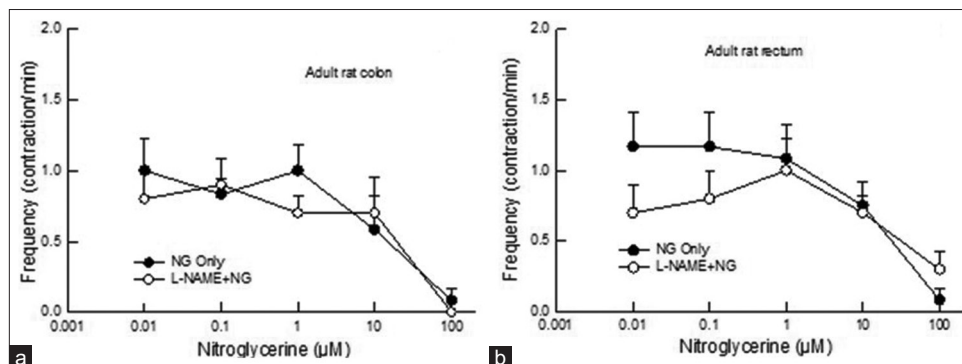 2.0
1.5
1.0
0.5
0.0
Frequency (contraction/min)
Adult rat colon
NG Only
L-NAME+NG
0.001
0.01
0.1
1
10
100
Nitroglycerine (µM)
a
2.0
1.5
1.0
0.5
0.0
Frequency (contraction/min)
Adult rat rectum
NG Only
L-NAME+NG
0.001
0.01
0.1
1
10
100
Nitroglycerine (µM)
b